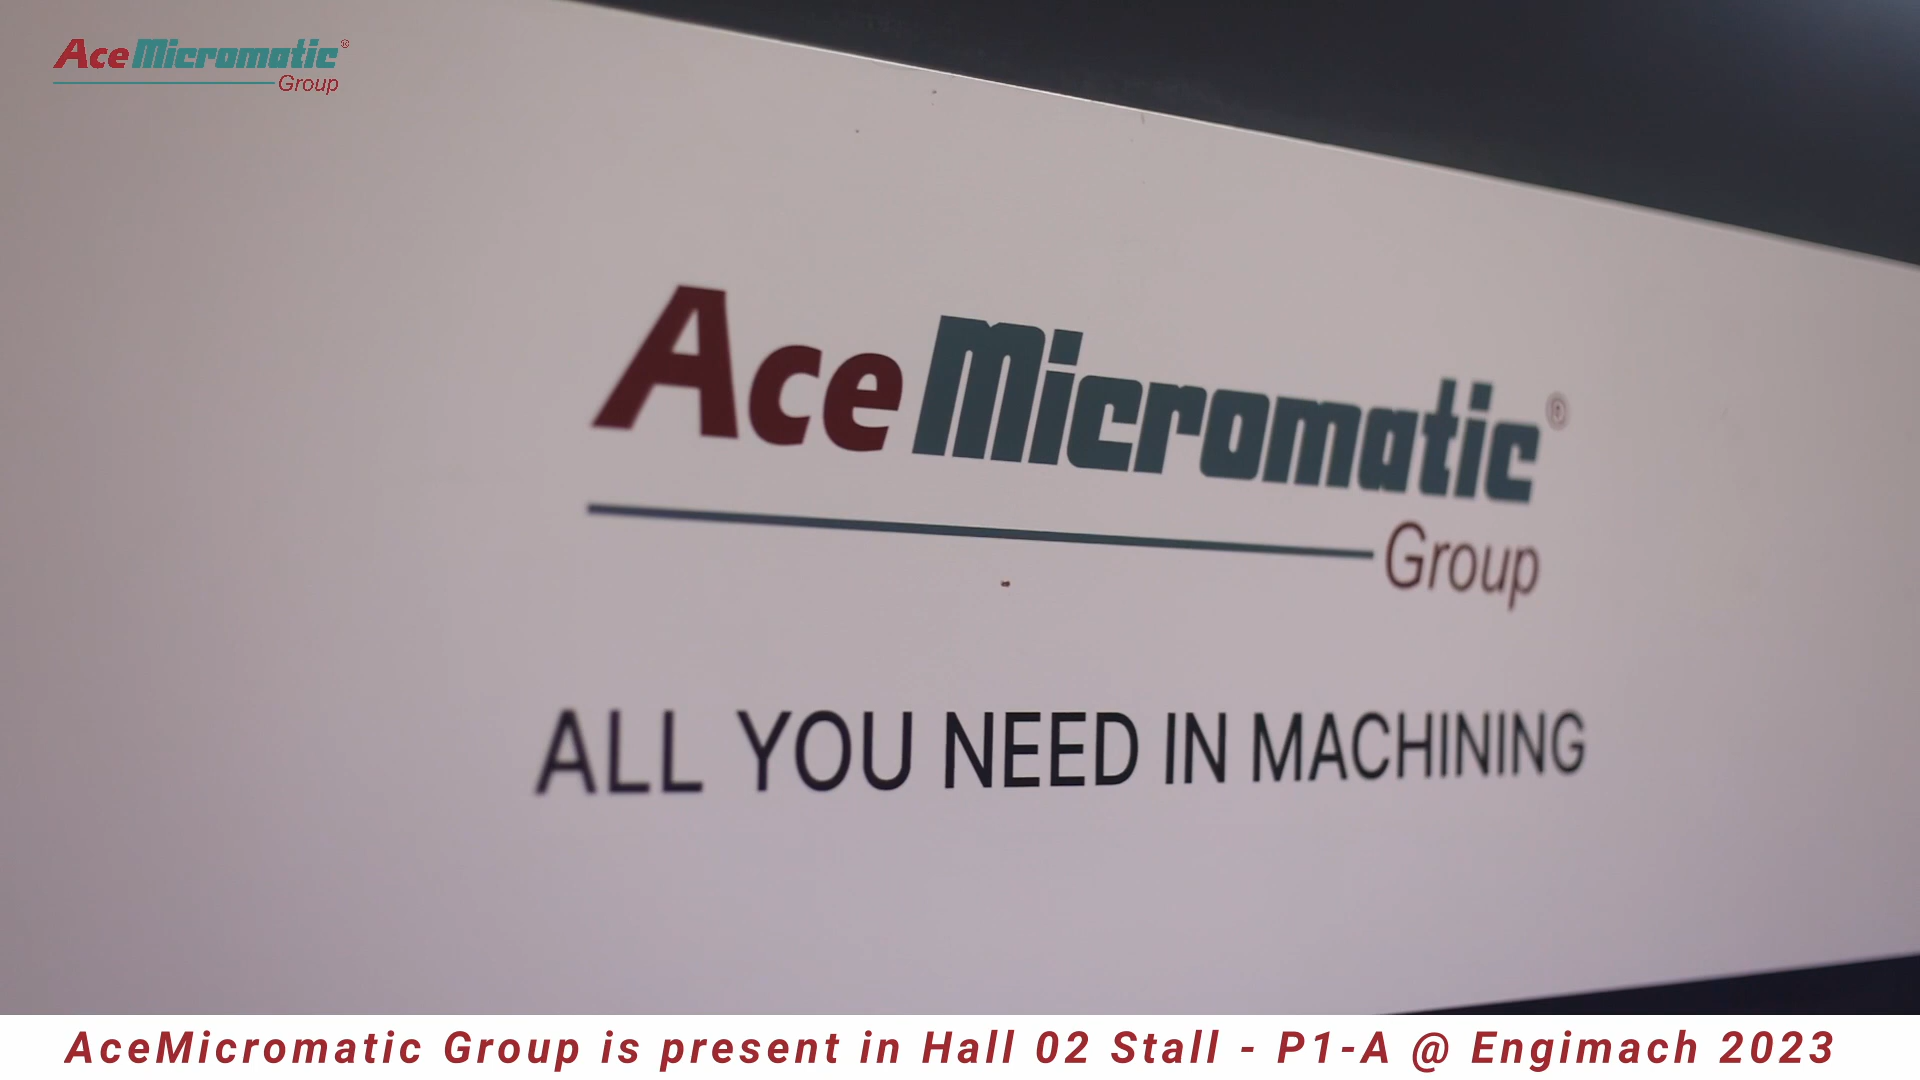 AceMicromatic®
Group
AceMicromatic®
Group
ALL YOU NEED IN MACHINING
AceMicromatic Group is present in Hall 02 Stall - P1-A @ Engimach 2023